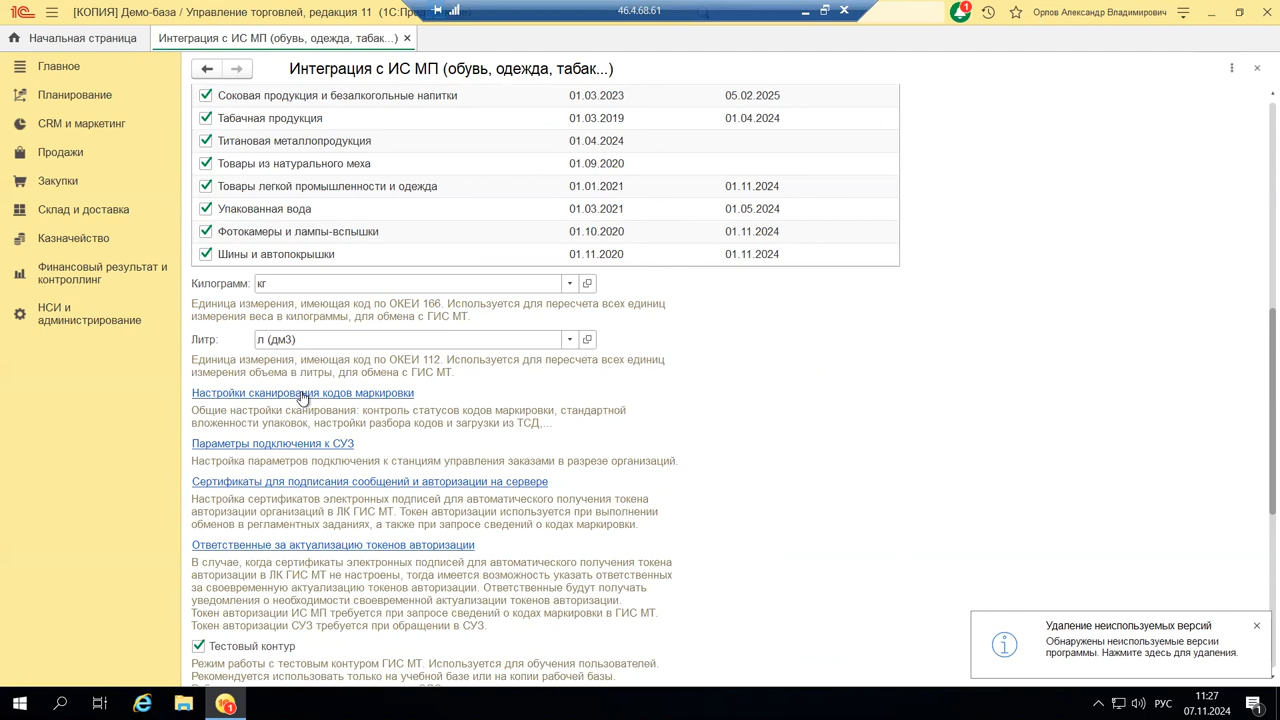 [КОПИЯ] Демо-база / Управление торговлей, редакция 11 (1С:Пред
46.4.68.61
1
Орлов Александр Владимирович
Начальная страница
Интеграция с ИС МП (обувь, одежда, табак...)
Главное
Планирование
CRM и маркетинг
Продажи
Закупки
Склад и доставка
Казначейство
Финансовый результат и
контроллинг
НСИ и
администрирование
Интеграция с ИС МП (обувь, одежда, табак...)
Соковая продукция и безалкогольные напитки 01.03.2023 05.02.2025
Табачная продукция 01.03.2019 01.04.2024
Титановая металлопродукция 01.04.2024
Товары из натурального меха 01.09.2020
Товары легкой промышленности и одежда 01.01.2021 01.11.2024
Упакованная вода 01.03.2021 01.05.2024
Фотокамеры и лампы-вспышки 01.10.2020 01.11.2024
Шины и автопокрышки 01.11.2020 01.11.2024
Килограмм: кг
Единица измерения, имеющая код по ОКЕИ 166. Используется для пересчета всех единиц
измерения веса в килограммы, для обмена с ГИС МТ.
Литр: л (дм3)
Единица измерения, имеющая код по ОКЕИ 112. Используется для пересчета всех единиц
измерения объема в литры, для обмена с ГИС МТ.
Настройки сканирования кодов маркировки
Общие настройки сканирования: контроль статусов кодов маркировки, стандартной
вложенности упаковок, настройки разбора кодов и загрузки из ТСД,...
Параметры подключения к СУЗ
Настройка параметров подключения к станциям управления заказами в разрезе организаций.
Сертификаты для подписания сообщений и авторизации на сервере
Настройка сертификатов электронных подписей для автоматического получения токена
авторизации организаций в ЛК ГИС МТ. Токен авторизации используется при выполнении
обменов в регламентных заданиях, а также при запросе сведений о кодах маркировки.
Ответственные за актуализацию токенов авторизации
В случае, когда сертификаты электронных подписей для автоматического получения токена
авторизации в ЛК ГИС МТ не настроены, тогда имеется возможность указать ответственных
за своевременную актуализацию токенов авторизации. Ответственные будут получать
уведомления о необходимости своевременной актуализации токенов авторизации.
Токен авторизации ИС МП требуется при запросе сведений о кодах маркировки в ГИС МТ.
Токен авторизации СУЗ требуется при обращении в СУЗ.
Тестовый контур
Режим работы с тестовым контуром ГИС МТ. Используется для обучения пользователей.
Рекомендуется использовать только на учебной базе или на копии рабочей базы.
Удаление неиспользуемых версий
Обнаружены неиспользуемые версии
программы. Нажмите здесь для удаления.
1
РУС
11:27
07.11.2024
1